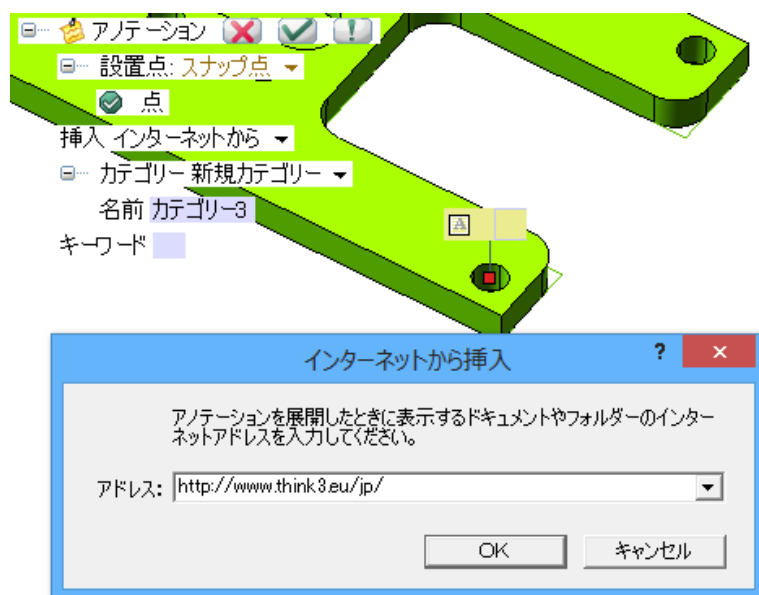 アノテーション
設置点: スナップ点
点
挿入 インターネットから
カテゴリー 新規カテゴリー
名前 カテゴリー3
キーワード
A
インターネットから挿入 ? ×
アノテーションを展開したときに表示するドキュメントやフォルダーのインター
ネットアドレスを入力してください。
アドレス: http://www.think3.eu/jp/
OK キャンセル